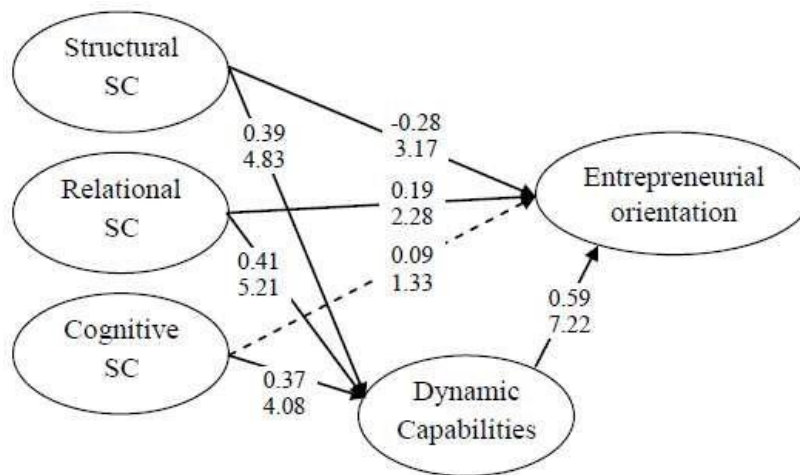 Structural
SC
0.39
4.83
-0.28
3.17
Relational
SC
0.19
2.28
Entrepreneurial
orientation
0.41
5.21
0.09
1.33
0.59
7.22
Cognitive
SC
0.37
4.08
Dynamic
Capabilities